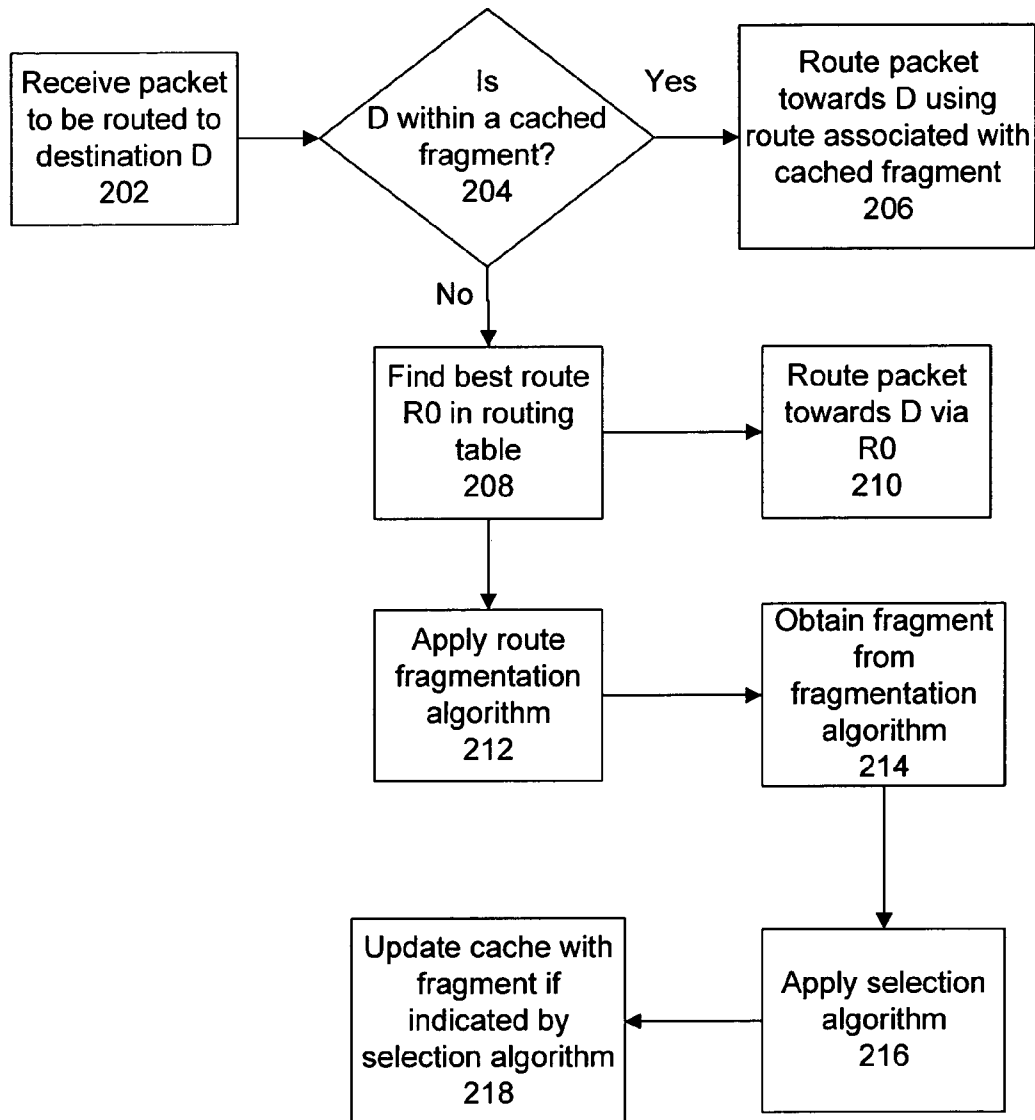 Receive packet
to be routed to
destination D
202
Is
D within a cached
fragment?
204
Yes
Route packet
towards D using
route associated with
cached fragment
206
No
Find best route
R0 in routing
table
208
Route packet
towards D via
R0
210
Apply route
fragmentation
algorithm
212
Obtain fragment
from
fragmentation
algorithm
214
Update cache with
fragment if
indicated by
selection algorithm
218
Apply selection
algorithm
216